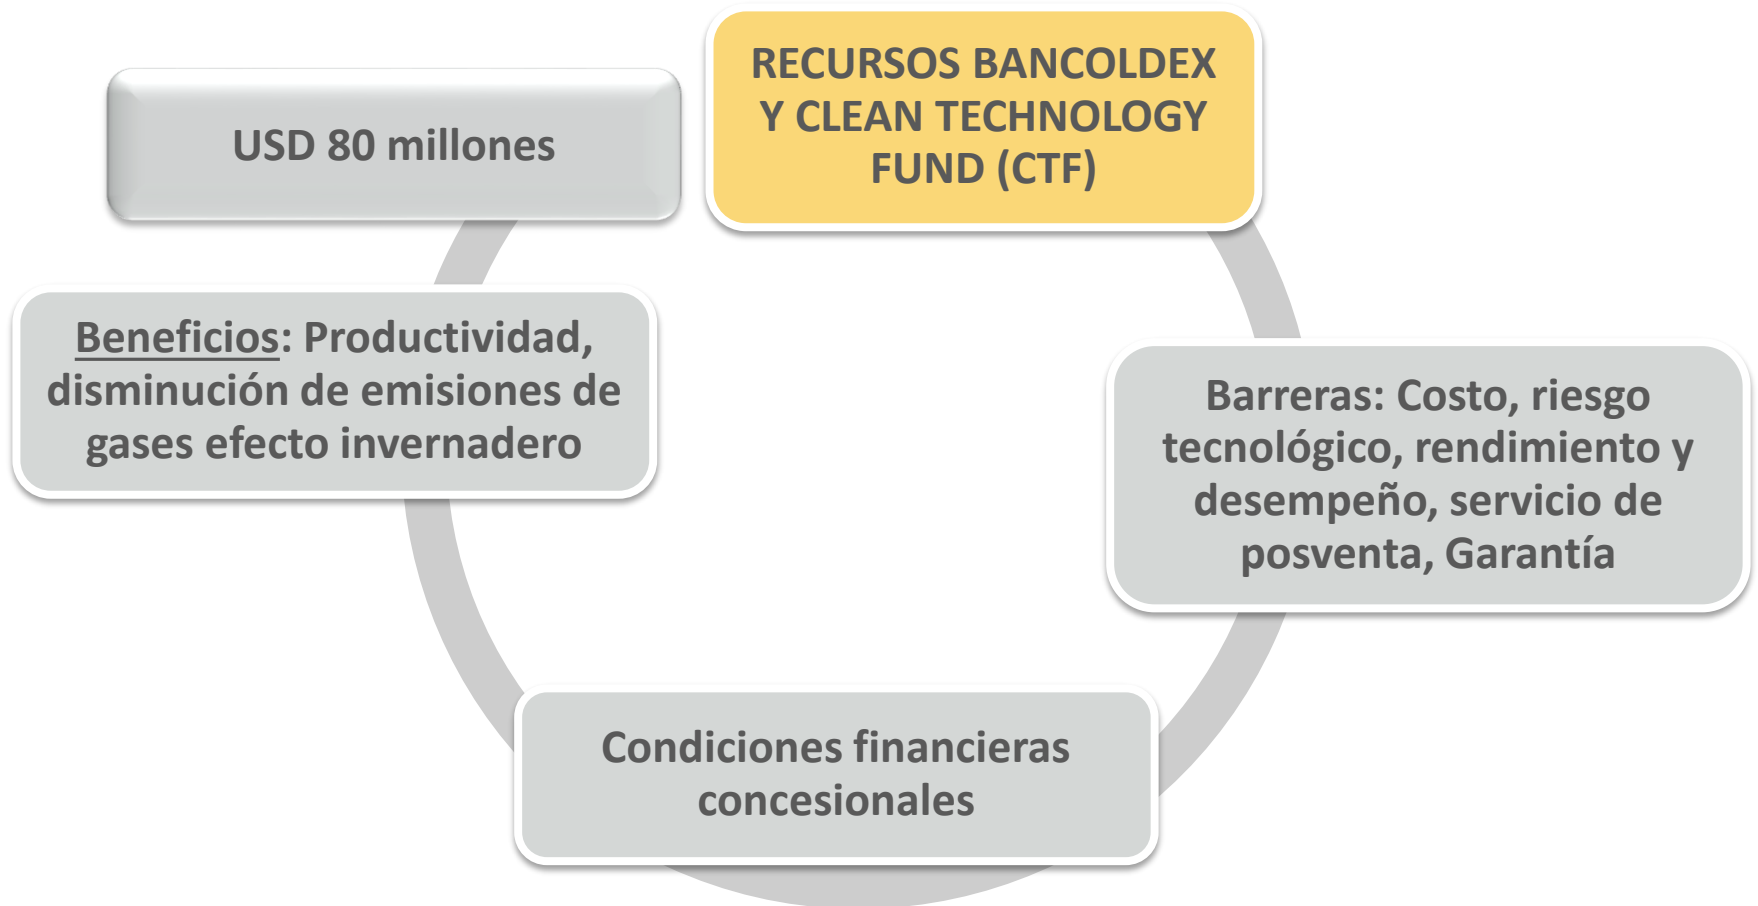 USD 80 millones
RECURSOS BANCOLDEX
Y CLEAN TECHNOLOGY
FUND (CTF)
Beneficios: Productividad,
disminución de emisiones de
gases efecto invernadero
Barreras: Costo, riesgo
tecnológico, rendimiento y
desempeño, servicio de
posventa, Garantía
Condiciones financieras
concesionales